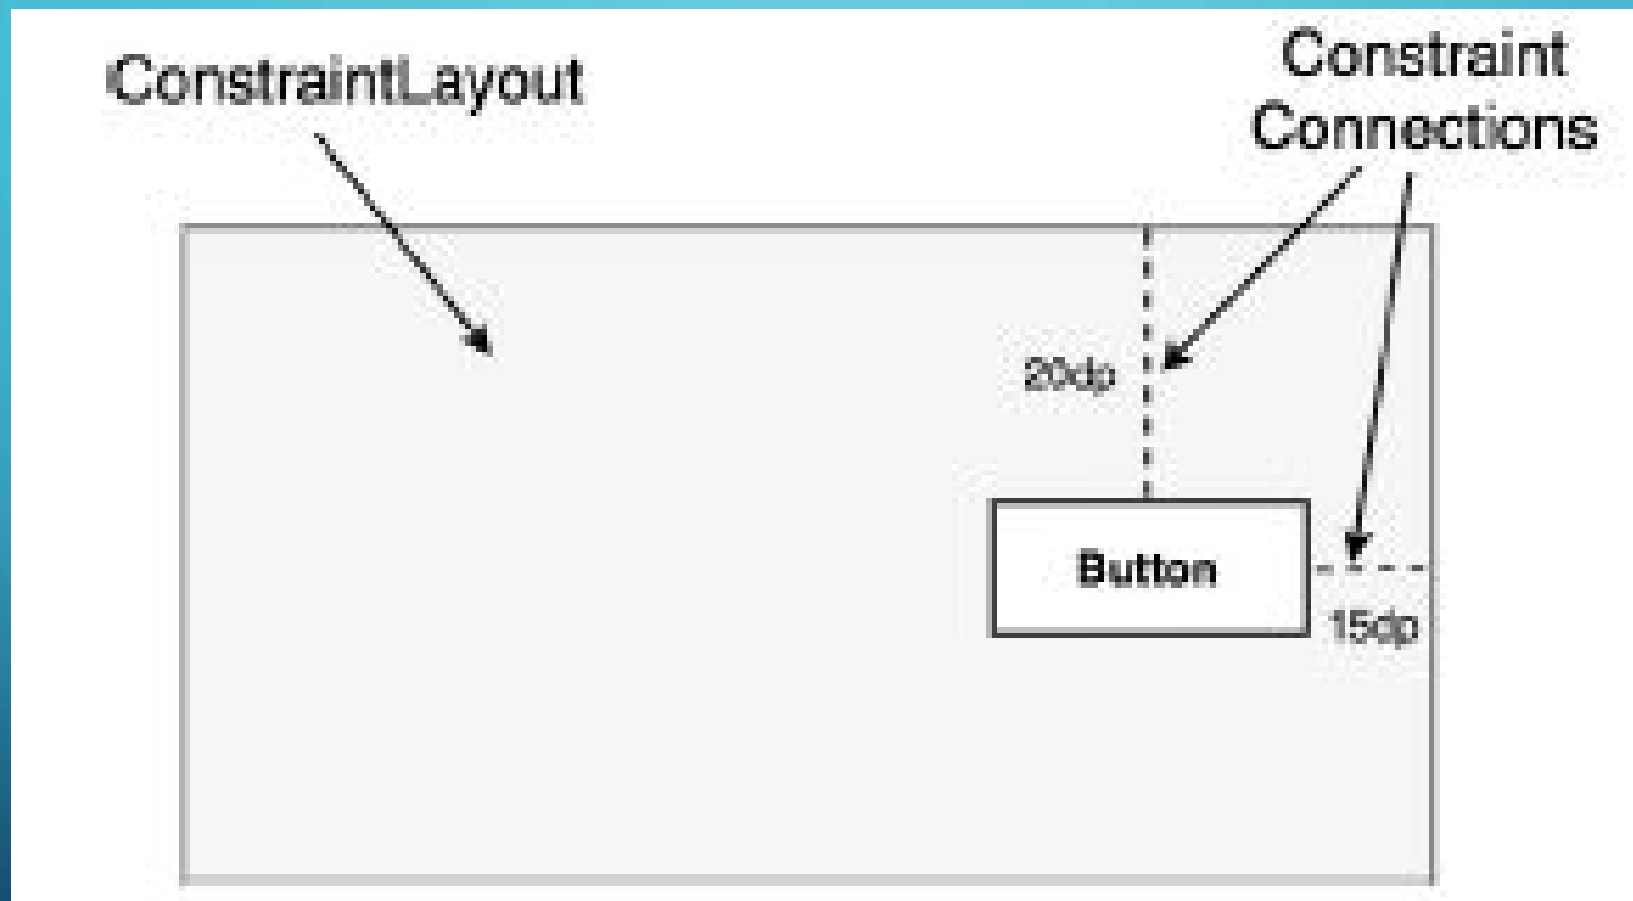 ConstraintLayout
Constraint
Connections
20dp
Button
15dp